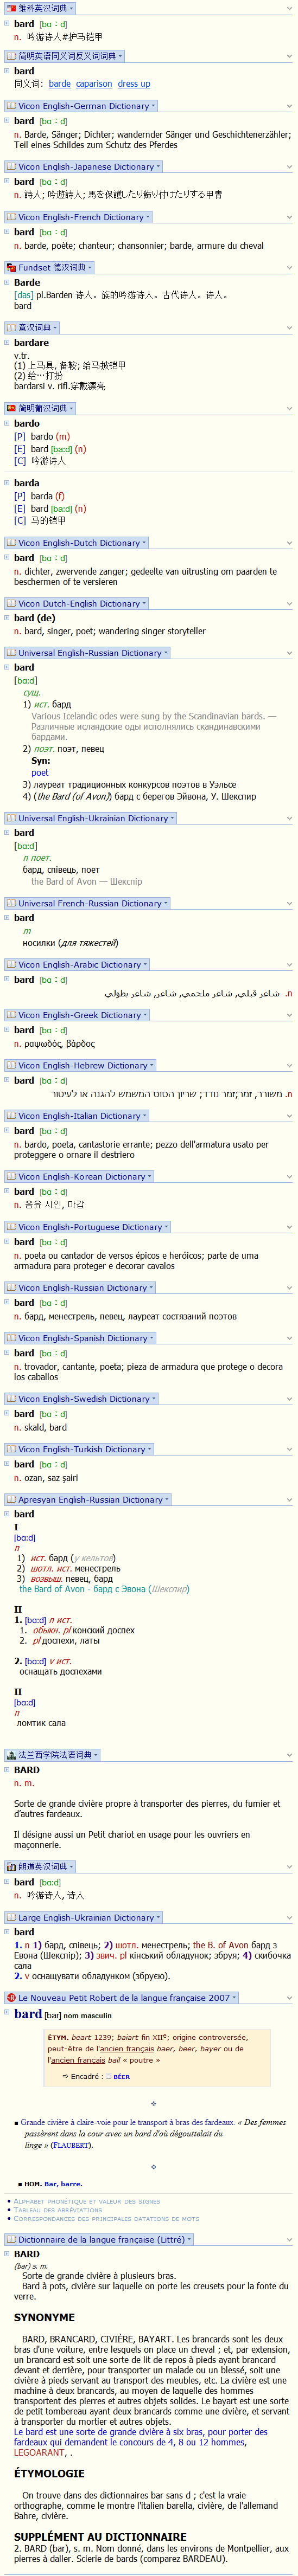 维科英汉词典
bard [bɑːd]
n. 吟游诗人#护马铠甲
简明英语同义词反义词词典
bard
同义词: barde caparison dress up
Vicon English-German Dictionary
bard [bɑːd]
n. Barde, Sänger; Dichter; wandernder Sänger und Geschichtenerzähler;
Teil eines Schildes zum Schutz des Pferdes
Vicon English-Japanese Dictionary
bard [bɑːd]
n. 詩人; 吟遊詩人; 馬を保護したり飾り付けたりする甲冑
Vicon English-French Dictionary
bard [bɑːd]
n. barde, poète; chanteur; chansonnier; barde, armure du cheval
Fundset 德汉词典
Barde
[das] pl.Barden 诗人。族的吟游诗人。古代诗人。诗人。
bard
意汉词典
bardare
v.tr.
(1) 上马具, 备鞍; 给马披铠甲
(2) 给…打扮
bardarsi v. rifl.穿戴漂亮
简明葡汉词典
bardo
[P] bardo (m)
[E] bard [bɑ:d] (n)
[C] 吟游诗人
barda
[P] barda (f)
[E] bard [bɑ:d] (n)
[C] 马的铠甲
Vicon English-Dutch Dictionary
bard [bɑːd]
n. dichter, zwervende zanger; gedeelte van uitrusting om paarden te
beschermen of te versieren
Vicon Dutch-English Dictionary
bard (de)
n. bard, singer, poet; wandering singer storyteller
Universal English-Russian Dictionary
bard
[bɑ:d]
сущ.
1) ист. бард
Various Icelandic odes were sung by the Scandinavian bards. —
Различные исландские оды исполнялись скандинавскими
бардами.
2) поэт. поэт, певец
Syn:
poet
3) лауреат традиционных конкурсов поэтов в Уэльсе
4) (the Bard (of Avon)) бард с берегов Эйвона, У. Шекспир
Universal English-Ukrainian Dictionary
bard
[bɑ:d]
n поет.
бард, співець, поет
the Bard of Avon — Шекспір
Universal French-Russian Dictionary
bard
m
носилки (для тяжестей)
Vicon English-Arabic Dictionary
bard [bɑːd]
n. شاعر قبلي, شاعر ملحمي, شاعر, شاعر بطولي
Vicon English-Greek Dictionary
bard [bɑːd]
n. ραψωδός, βάρδος
Vicon English-Hebrew Dictionary
bard [bɑːd]
n. משורר, זמר;זמר נודד; שריון הסוס המשמש להגנה או לעיטור
Vicon English-Italian Dictionary
bard [bɑːd]
n. bardo, poeta, cantastorie errante; pezzo dell'armatura usato per
proteggere o ornare il destriero
Vicon English-Korean Dictionary
bard [bɑːd]
n. 음유 시인, 마갑
Vicon English-Portuguese Dictionary
bard [bɑːd]
n. poeta ou cantador de versos épicos e heróicos; parte de uma
armadura para proteger e decorar cavalos
Vicon English-Russian Dictionary
bard [bɑːd]
n. бард, менестрель, певец, лауреат состязаний поэтов
Vicon English-Spanish Dictionary
bard [bɑːd]
n. trovador, cantante, poeta; pieza de armadura que protege o decora
los caballos
Vicon English-Swedish Dictionary
bard [bɑːd]
n. skald, bard
Vicon English-Turkish Dictionary
bard [bɑːd]
n. ozan, saz şairi
Apresyan English-Russian Dictionary
bard
I
[bɑ:d]
n
1) ист. бард (у кельтов)
2) шотл. ист. менестрель
3) возвыш. певец, бард
the Bard of Avon - бард с Эвона (Шекспир)
II
1. [bɑ:d] n ист.
1. обыкн. pl конский доспех
2. pl доспехи, латы
2. [bɑ:d] v ист.
оснащать доспехами
II
[bɑ:d]
n
ломтик сала
法兰西学院法语词典
BARD
n. m.
Sorte de grande civière propre à transporter des pierres, du fumier et
d'autres fardeaux.
Il désigne aussi un Petit chariot en usage pour les ouvriers en
maçonnerie.
朗道英汉词典
bard [bɑ:d]
n. 吟游诗人, 诗人
Large English-Ukrainian Dictionary
bard
1. n 1) бард, співець; 2) шотл. менестрель; the B. of Avon бард з
Евона (Шекспір); 3) звич. pl кінський обладунок; збруя; 4) скибочка
сала
2. v оснащувати обладунком (збруєю).
Le Nouveau Petit Robert de la langue française 2007
bard [baʀ] nom masculin
ÉTYM. beart 1239; baiart fin XIIe; origine controversée,
peut-être de l'ancien français baer, beer, bayer ou de
l'ancien français bail « poutre »
⇨ Encadré : BÉER
▪ Grande civière à claire-voie pour le transport à bras des fardeaux. « Des femmes
passèrent dans la cour avec un bard d'où dégouttelait du
linge » (FLAUBERT).
▪ HOM. Bar, barre.
• ALPHABET PHONÉTIQUE ET VALEUR DES SIGNES
• TABLEAU DES ABRÉVIATIONS
• CORRESPONDANCES DES PRINCIPALES DATATIONS DE MOTS
Dictionnaire de la langue française (Littré)
BARD
(bar) s. m.
Sorte de grande civière à plusieurs bras.
Bard à pots, civière sur laquelle on porte les creusets pour la fonte du
verre.
SYNONYME
BARD, BRANCARD, CIVIÈRE, BAYART. Les brancards sont les deux
bras d'une voiture, entre lesquels on place un cheval ; et, par extension,
un brancard est soit une sorte de lit de repos à pieds ayant brancard
devant et derrière, pour transporter un malade ou un blessé, soit une
civière à pieds servant au transport des meubles, etc. La civière est une
machine à deux brancards, au moyen de laquelle des hommes
transportent des pierres et autres objets solides. Le bayart est une sorte
de petit tombereau ayant deux brancards comme une civière, et servant
à transporter du mortier et autres objets.
Le bard est une sorte de grande civière à six bras, pour porter des
fardeaux qui demandent le concours de 4, 8 ou 12 hommes,
LEGOARANT, .
ÉTYMOLOGIE
On trouve dans des dictionnaires bar sans d ; c'est la vraie
orthographe, comme le montre l'italien barella, civière, de l'allemand
Bahre, civière.
SUPPLÉMENT AU DICTIONNAIRE
2. BARD (bar), s. m. Nom donné, dans les environs de Montpellier, aux
pierres à daller. Scierie de bards (comparez BARDEAU).